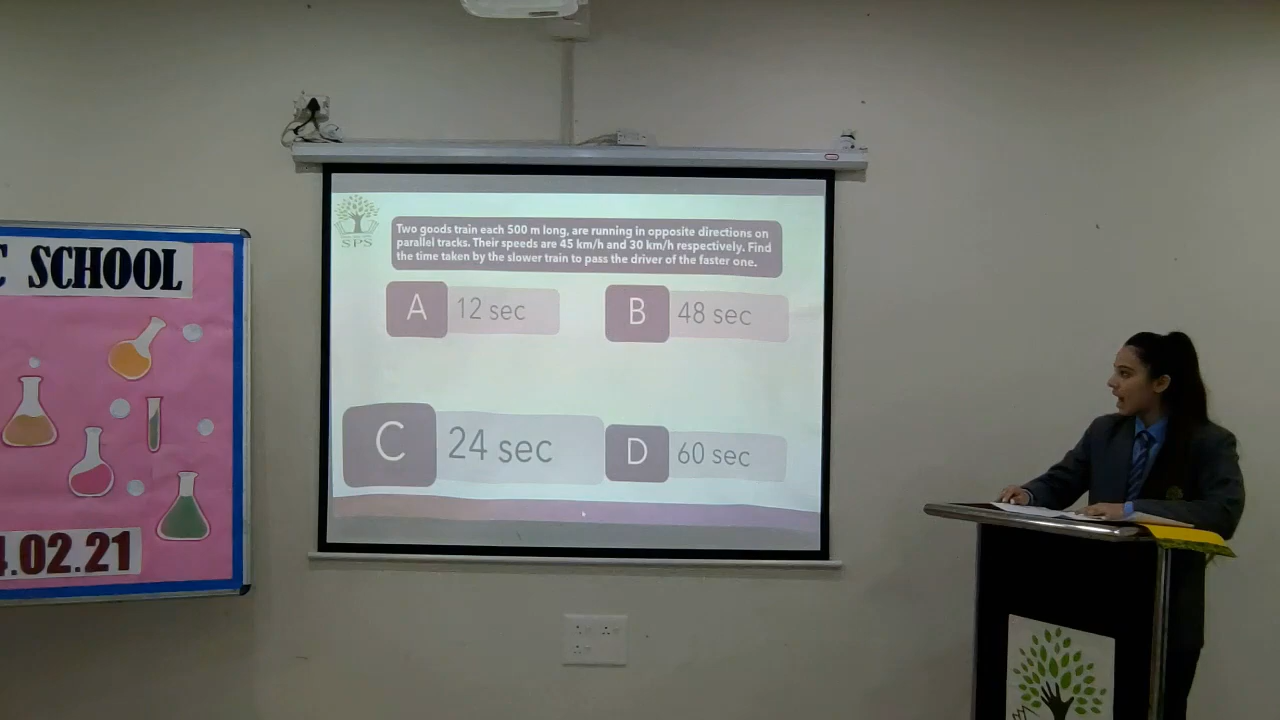 C SCHOOL
.02.21
SPS
Two goods train each 500 m long, are running in opposite directions on
parallel tracks. Their speeds are 45 km/h and 30 km/h respectively. Find
the time taken by the slower train to pass the driver of the faster one.
A 12 sec
B 48 sec
C 24 sec
D 60 sec